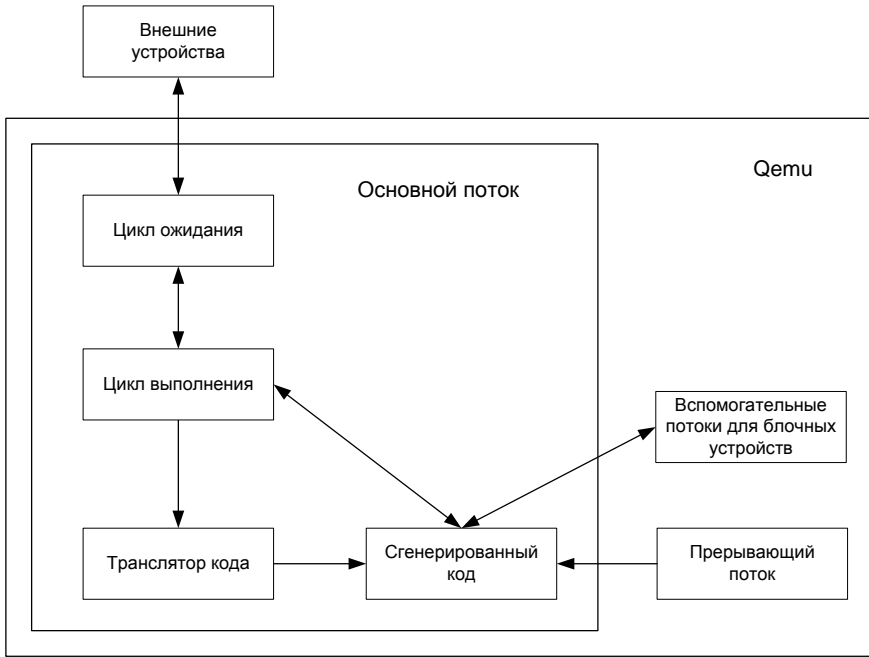 Внешние
устройства
Qemu
Основной поток
Цикл ожидания
Цикл выполнения
Вспомогательные
потоки для блочных
устройств
Транслятор кода
Сгенерированный
код
Прерывающий
поток